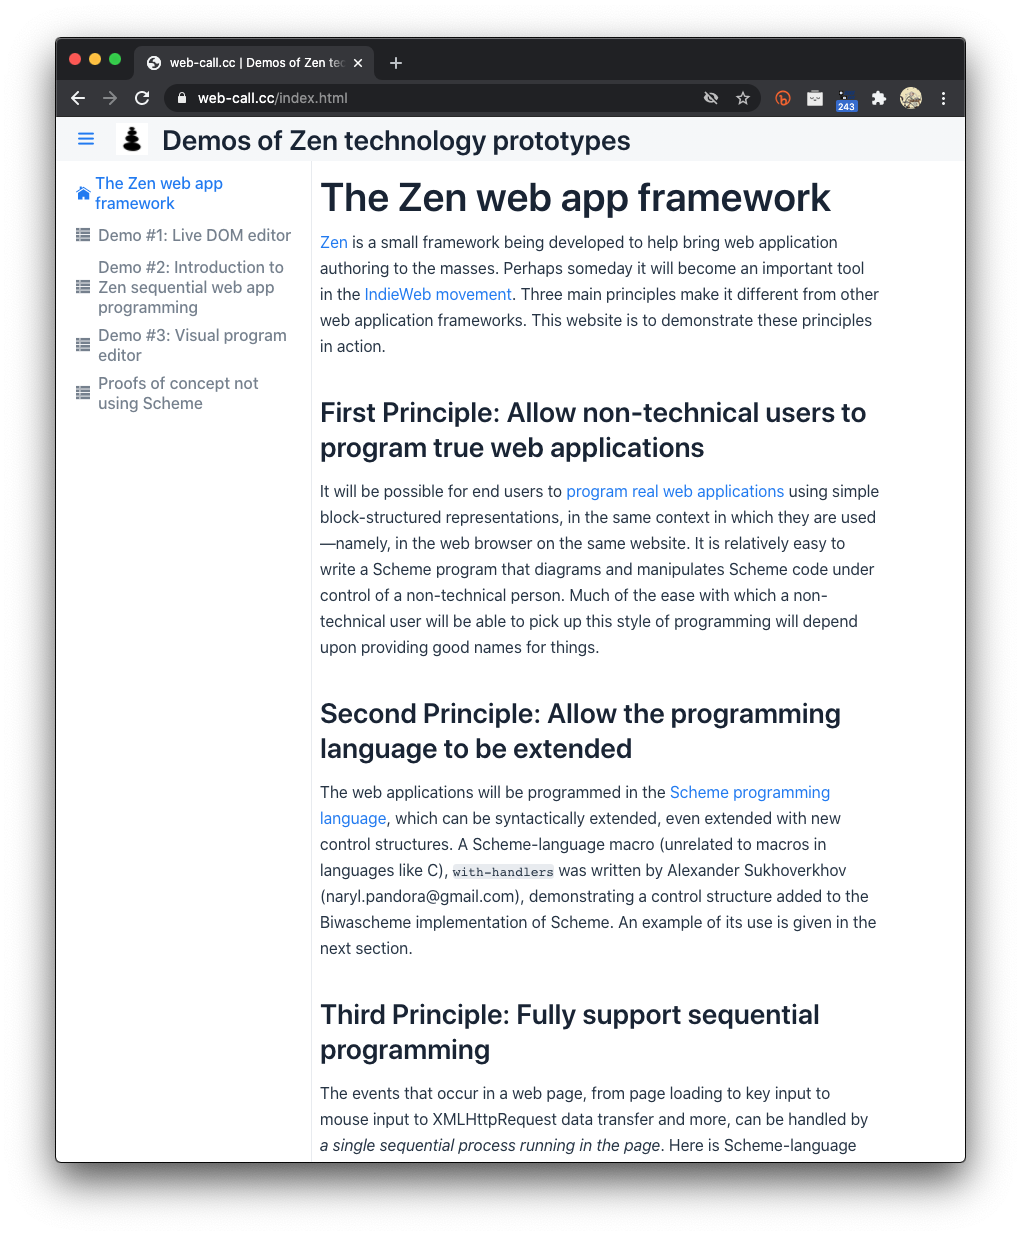 web-call.cc | Demos of Zen tec
web-call.cc/index.html
243
Demos of Zen technology prototypes
The Zen web app
framework
Demo #1: Live DOM editor
Demo #2: Introduction to
Zen sequential web app
programming
Demo #3: Visual program
editor
Proofs of concept not
using Scheme
The Zen web app framework
Zen is a small framework being developed to help bring web application
authoring to the masses. Perhaps someday it will become an important tool
in the IndieWeb movement. Three main principles make it different from other
web application frameworks. This website is to demonstrate these principles
in action.
First Principle: Allow non-technical users to
program true web applications
It will be possible for end users to program real web applications using simple
block-structured representations, in the same context in which they are used
—namely, in the web browser on the same website. It is relatively easy to
write a Scheme program that diagrams and manipulates Scheme code under
control of a non-technical person. Much of the ease with which a non-
technical user will be able to pick up this style of programming will depend
upon providing good names for things.
Second Principle: Allow the programming
language to be extended
The web applications will be programmed in the Scheme programming
language, which can be syntactically extended, even extended with new
control structures. A Scheme-language macro (unrelated to macros in
languages like C), with-handlers was written by Alexander Sukhoverkhov
(naryl.pandora@gmail.com), demonstrating a control structure added to the
Biwascheme implementation of Scheme. An example of its use is given in the
next section.
Third Principle: Fully support sequential
programming
The events that occur in a web page, from page loading to key input to
mouse input to XMLHttpRequest data transfer and more, can be handled by
a single sequential process running in the page. Here is Scheme-language